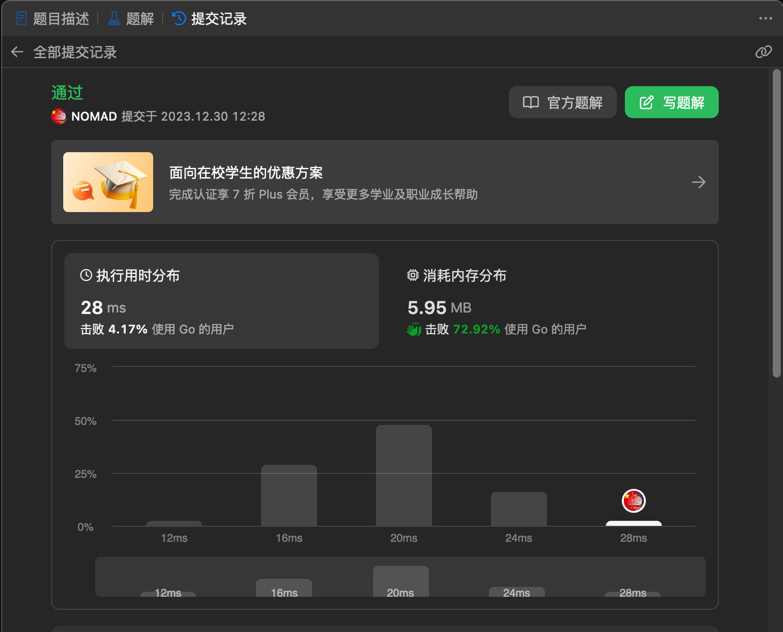 题目描述 题解 提交记录
全部提交记录
通过
NOMAD 提交于 2023.12.30 12:28
官方题解 写题解
面向在校学生的优惠方案
完成认证享 7 折 Plus 会员，享受更多学业及职业成长帮助
执行用时分布
28 ms
击败 4.17% 使用 Go 的用户
消耗内存分布
5.95 MB
击败 72.92% 使用 Go 的用户
75%
50%
25%
0%
12ms 16ms 20ms 24ms 28ms
12ms 16ms 20ms 24ms 28ms